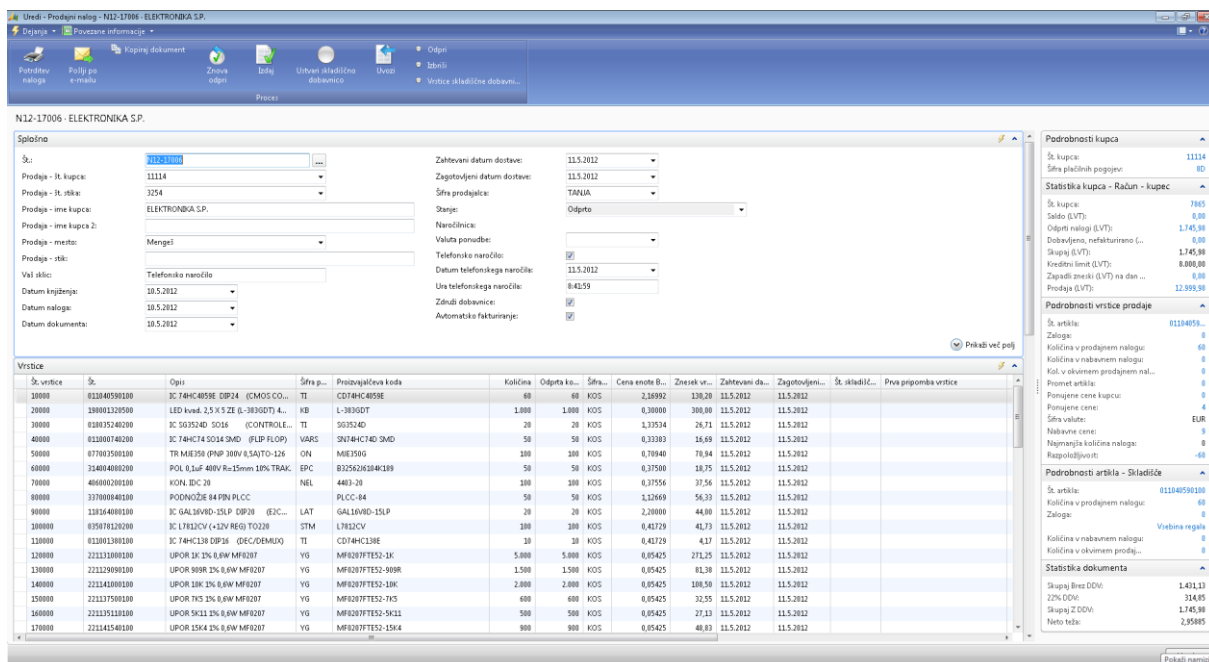 Uredi - Prodajni nalog - N12-17006 · ELEKTRONIKA S.P.
Dejanja Povezane informacije
Potrditev naloga
Pošlji po e-mailu
Kopiraj dokument
Znova odpri
Izdaj
Ustvari skladiščno dobavnico
Uvozi
Odpri
Izbriši
Vrstice skladiščne dobavni...
Proces
N12-17006 · ELEKTRONIKA S.P.
Splošno
Št.: N12-17006 ...
Prodaja - št. kupca: 11114
Prodaja - št. stika: 3254
Prodaja - ime kupca: ELEKTRONIKA S.P.
Prodaja - ime kupca 2:
Prodaja - mesto: Mengeš
Prodaja - stik:
Vaš sklic: Telefonsko naročilo
Datum knjiženja: 10.5.2012
Datum naloga: 10.5.2012
Datum dokumenta: 10.5.2012
Zahtevani datum dostave: 11.5.2012
Zagotovljeni datum dostave: 11.5.2012
Šifra prodajalca: TANJA
Stanje: Odprto
Naročilnica:
Valuta ponudbe:
Telefonsko naročilo:
Datum telefonskega naročila: 11.5.2012
Ura telefonskega naročila: 8:41:59
Združi dobavnice:
Avtomatsko fakturiranje:
Prikaži več polj
Vrstice
Št. vrstice Št. Opis Šifra p... Proizvajalčeva koda Količina Odprta ko... Šifra... Cena enote B... Znesek vr... Zahtevani da... Zagotovljeni... Št. skladišč... Prva pripomba vrstice
10000 011040590100 IC 74HC4059E DIP24 (CMOS CO... TI CD74HC4059E 60 60 KOS 2,16992 130,20 11.5.2012 11.5.2012
20000 198001320500 LED kvad. 2,5 X 5 ZE (L-383GDT) 4... KB L-383GDT 1.000 1.000 KOS 0,30000 300,00 11.5.2012 11.5.2012
30000 018035240200 IC SG3524D SO16 (CONTROLE... TI SG3524D 20 20 KOS 1,33534 26,71 11.5.2012 11.5.2012
40000 011000740200 IC 74HC74 SO14 SMD (FLIP FLOP) VARS SN74HC74D SMD 50 50 KOS 0,33383 16,69 11.5.2012 11.5.2012
50000 077003500100 TR MJE350 (PNP 300V 0,5A)TO-126 ON MJE350G 100 100 KOS 0,70940 70,94 11.5.2012 11.5.2012
60000 314004080200 POL 0,1uF 400V R=15mm 10% TRAK. EPC B32562J6104K189 50 50 KOS 0,37500 18,75 11.5.2012 11.5.2012
70000 406000200100 KON. IDC 20 NEL 4403-20 100 100 KOS 0,37556 37,56 11.5.2012 11.5.2012
80000 337000840100 PODNOŽJE 84 PIN PLCC PLCC-84 50 50 KOS 1,12669 56,33 11.5.2012 11.5.2012
90000 118164080100 IC GAL16V8D-15LP DIP20 (E2C... LAT GAL16V8D-15LP 20 20 KOS 2,20000 44,00 11.5.2012 11.5.2012
100000 035078120200 IC L7812CV (+12V REG) TO220 STM L7812CV 100 100 KOS 0,41729 41,73 11.5.2012 11.5.2012
110000 011001380100 IC 74HC138 DIP16 (DEC/DEMUX) TI CD74HC138E 10 10 KOS 0,41729 4,17 11.5.2012 11.5.2012
120000 221131000100 UPOR 1K 1% 0,6W MF0207 YG MF0207FTE52-1K 5.000 5.000 KOS 0,05425 271,25 11.5.2012 11.5.2012
130000 221129090100 UPOR 909R 1% 0,6W MF0207 YG MF0207FTE52-909R 1.500 1.500 KOS 0,05425 81,38 11.5.2012 11.5.2012
140000 221141000100 UPOR 10K 1% 0,6W MF0207 YG MF0207FTE52-10K 2.000 2.000 KOS 0,05425 108,50 11.5.2012 11.5.2012
150000 221137500100 UPOR 7K5 1% 0,6W MF0207 YG MF0207FTE52-7K5 600 600 KOS 0,05425 32,55 11.5.2012 11.5.2012
160000 221135110100 UPOR 5K11 1% 0,6W MF0207 YG MF0207FTE52-5K11 500 500 KOS 0,05425 27,13 11.5.2012 11.5.2012
170000 221141540100 UPOR 15K4 1% 0,6W MF0207 YG MF0207FTE52-15K4 900 900 KOS 0,05425 48,83 11.5.2012 11.5.2012
Podrobnosti kupca
Št. kupca: 11114
Šifra plačilnih pogojev: 8D
Statistika kupca - Račun - kupec
Št. kupca: 7865
Saldo (LVT): 0,00
Odprti nalogi (LVT): 1.745,98
Dobavljeno, nefakturirano (... 0,00
Skupaj (LVT): 1.745,98
Kreditni limit (LVT): 8.000,00
Zapadli zneski (LVT) na dan ... 0,00
Prodaja (LVT): 12.999,98
Podrobnosti vrstice prodaje
Št. artikla: 01104059...
Zaloga: 0
Količina v prodajnem nalogu: 60
Količina v nabavnem nalogu: 0
Kol. v okvirnem prodajnem nal... 0
Promet artikla: 0
Ponujene cene kupcu: 0
Ponujene cene: 4
Šifra valute: EUR
Nabavne cene: 9
Najmanjša količina naloga: 0
Razpoložljivost: -60
Podrobnosti artikla - Skladišče
Št. artikla: 011040590100
Količina v prodajnem nalogu: 60
Zaloga: 0
Vrebina regala
Količina v nabavnem nalogu: 0
Količina v okvirnem prodaj... 0
Statistika dokumenta
Skupaj Brez DDV: 1.431,13
22% DDV: 314,85
Skupaj Z DDV: 1.745,98
Neto teža: 2,95885
Pokaži namizje